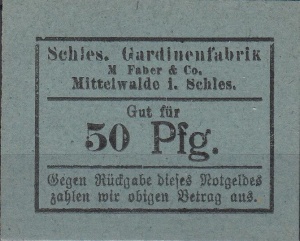 Schles. Gardinenfabrik
M Faber & Co.
Mittelwalde i. Schles.
Gut für
50 Pfg.
Gegen Rückgabe dieses Notgeldes
zahlen wir obigen Betrag aus.